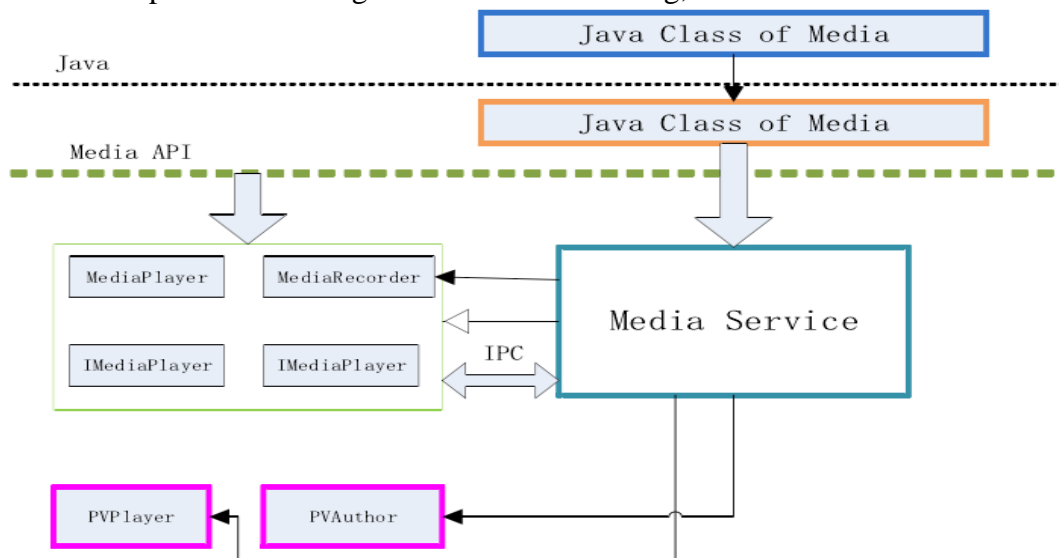 Java Class of Media
Java
Java Class of Media
Media API
MediaPlayer
MediaRecorder
Media Service
IPC
IMediaPlayer
IMediaPlayer
PVPlayer
PVAuthor